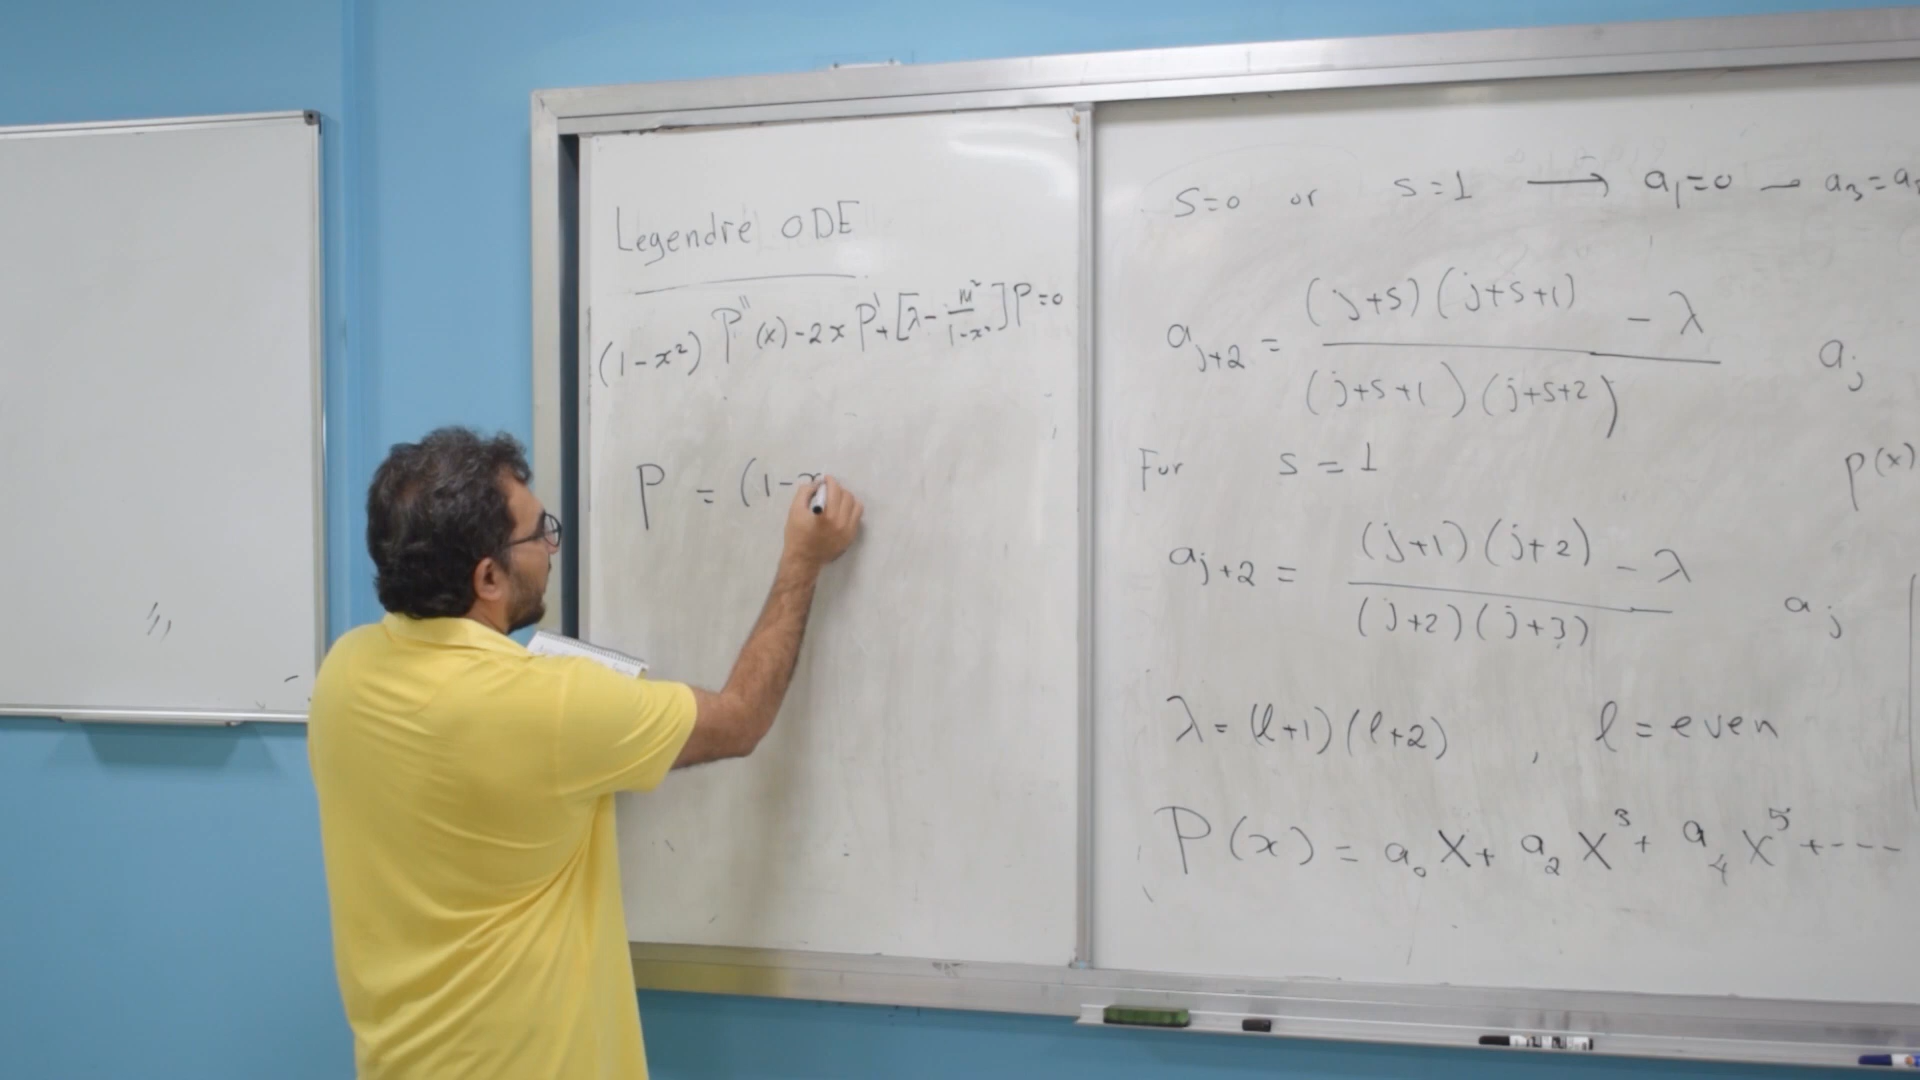 Legendre ODE
(1-x²) P''(x) - 2x P' + [λ - m²/(1-x²)] P = 0
P = (1-x
s=0 or s=1 → a₁=0 → a₃=a
a_{j+2} = ((j+s)(j+s+1) - λ)/((j+s+1)(j+s+2)) a_j
For s = 1 p(x)
a_{j+2} = ((j+1)(j+2) - λ)/((j+2)(j+3)) a_j
λ = (ℓ+1)(ℓ+2) , ℓ = even
P(x) = a₀ X + a₂ X³ + a₄ X⁵ + ---